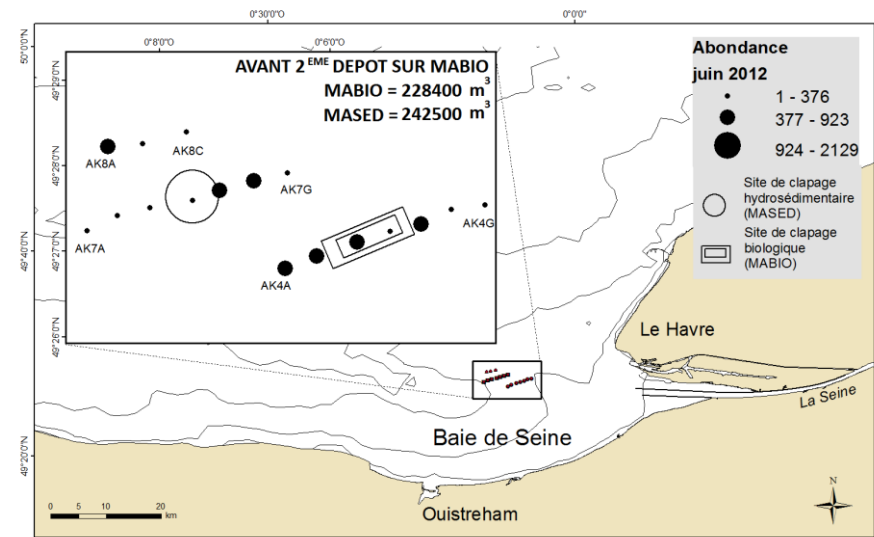 0°30'0"O
0°0'0"
0°8'0"O
0°6'0"O
50°0'0"N
49°40'0"N
49°20'0"N
49°29'0"N
49°28'0"N
49°27'0"N
49°26'0"N
AVANT 2EME DEPOT SUR MABIO
MABIO = 228400 m3
MASED = 242500 m3
AK8A
AK8C
AK7G
AK7A
AK4G
AK4A
Abondance
juin 2012
1 - 376
377 - 923
924 - 2129
Site de clapage
hydrosédimentaire
(MASED)
Site de clapage
biologique
(MABIO)
Le Havre
La Seine
Baie de Seine
Ouistreham
0 5 10 20
km
N